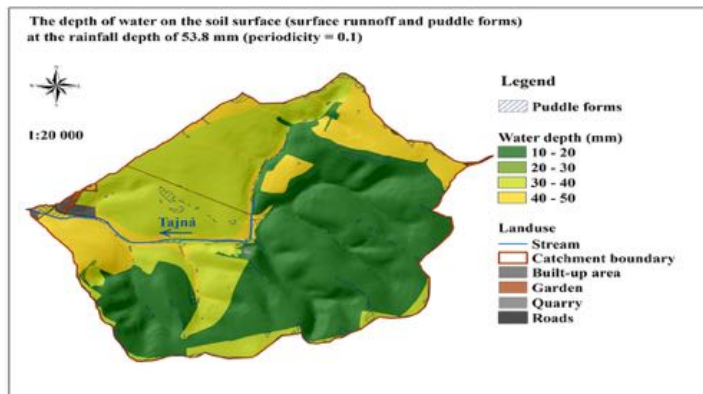 The depth of water on the soil surface (surface runnoff and puddle forms)
at the rainfall depth of 53.8 mm (periodicity = 0.1)
1:20 000
Tajná
Legend
Puddle forms
Water depth (mm)
10 - 20
20 - 30
30 - 40
40 - 50
Landuse
Stream
Catchment boundary
Built-up area
Garden
Quarry
Roads